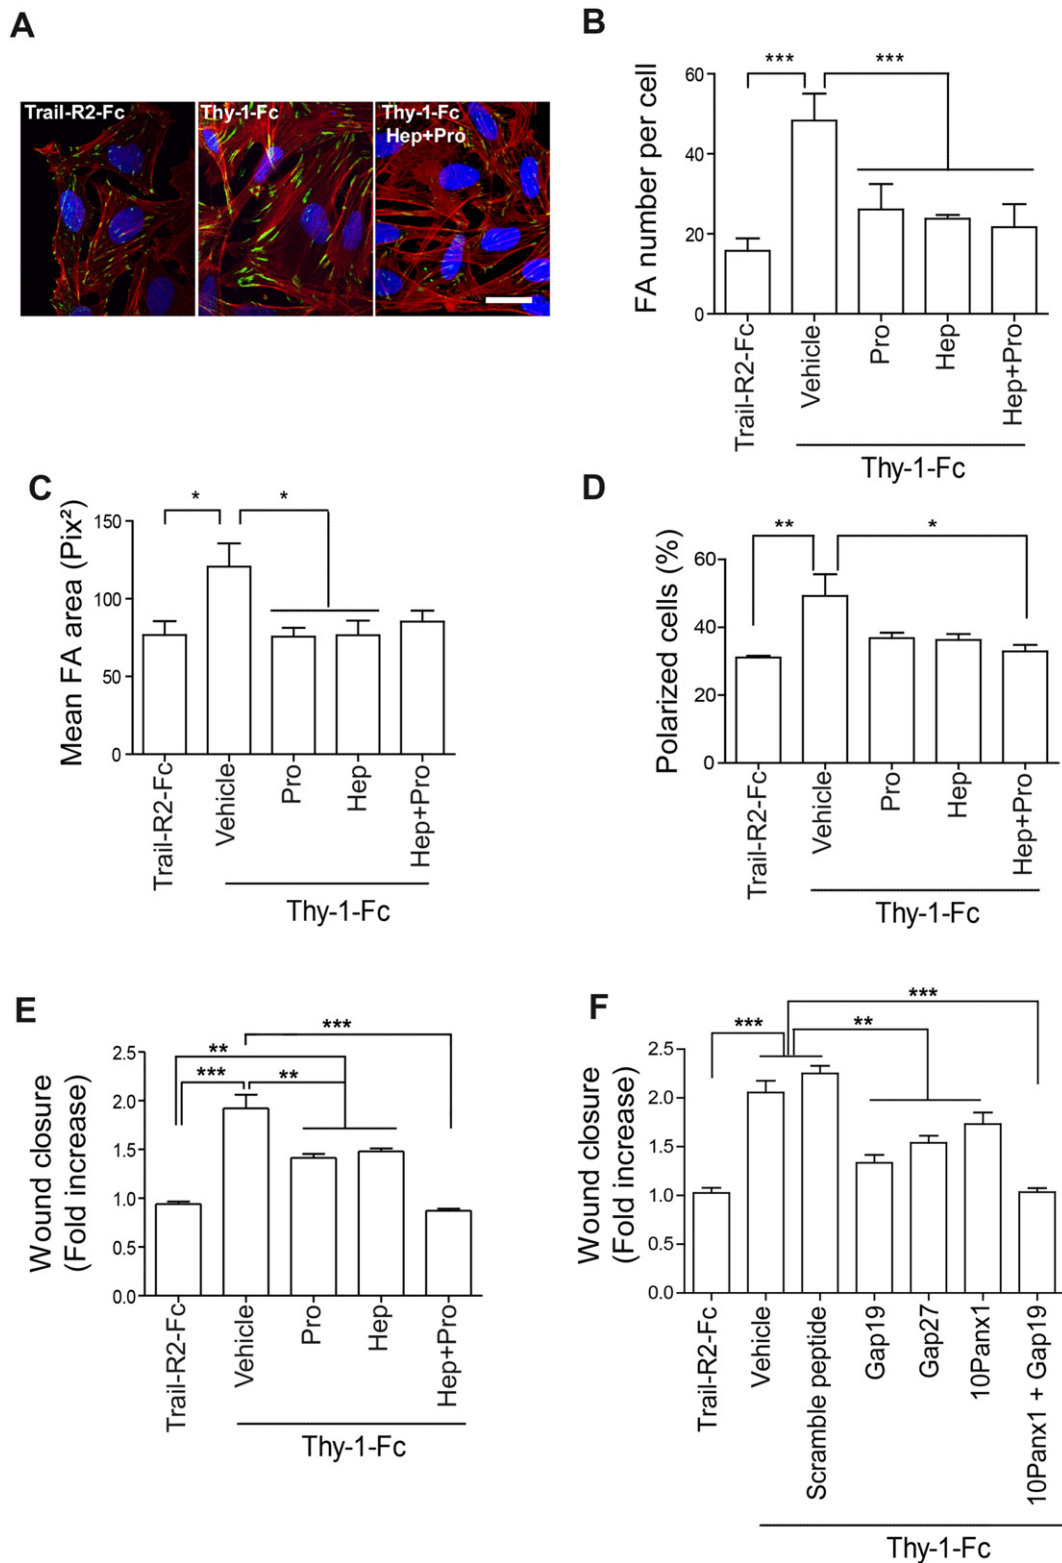 A
Trail-R2-Fc
Thy-1-Fc
Thy-1-Fc
Hep+Pro
B
FA number per cell
60
40
20
0
***
***
Trail-R2-Fc
Vehicle
Pro
Hep
Hep+Pro
Thy-1-Fc
C
Mean FA area (Pix²)
150
100
50
0
*
*
Trail-R2-Fc
Vehicle
Pro
Hep
Hep+Pro
Thy-1-Fc
D
Polarized cells (%)
60
40
20
0
**
*
Trail-R2-Fc
Vehicle
Pro
Hep
Hep+Pro
Thy-1-Fc
E
Wound closure
(Fold increase)
2.5
2.0
1.5
1.0
0.5
0.0
***
**
***
**
Trail-R2-Fc
Vehicle
Pro
Hep
Hep+Pro
Thy-1-Fc
F
Wound closure
(Fold increase)
2.5
2.0
1.5
1.0
0.5
0.0
***
***
**
Trail-R2-Fc
Vehicle
Scramble peptide
Gap19
Gap27
10Panx1
10Panx1 + Gap19
Thy-1-Fc